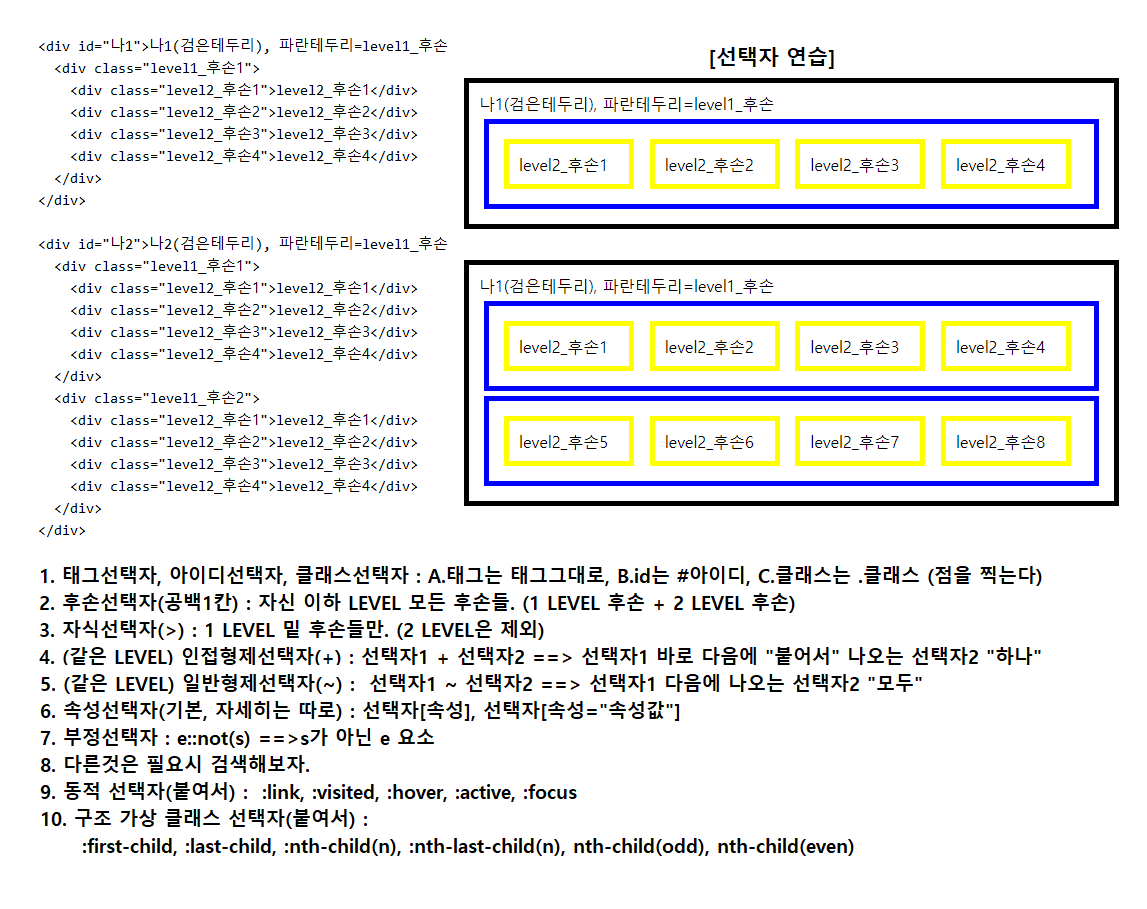 <div id="나1">나1(검은테두리), 파란테두리=level1_후손
<div class="level1_후손1">
<div class="level2_후손1">level2_후손1</div>
<div class="level2_후손2">level2_후손2</div>
<div class="level2_후손3">level2_후손3</div>
<div class="level2_후손4">level2_후손4</div>
</div>
</div>
<div id="나2">나2(검은테두리), 파란테두리=level1_후손
<div class="level1_후손1">
<div class="level2_후손1">level2_후손1</div>
<div class="level2_후손2">level2_후손2</div>
<div class="level2_후손3">level2_후손3</div>
<div class="level2_후손4">level2_후손4</div>
</div>
<div class="level1_후손2">
<div class="level2_후손1">level2_후손1</div>
<div class="level2_후손2">level2_후손2</div>
<div class="level2_후손3">level2_후손3</div>
<div class="level2_후손4">level2_후손4</div>
</div>
</div>
[선택자 연습]
나1(검은테두리), 파란테두리=level1_후손
level2_후손1 level2_후손2 level2_후손3 level2_후손4
나1(검은테두리), 파란테두리=level1_후손
level2_후손1 level2_후손2 level2_후손3 level2_후손4
level2_후손5 level2_후손6 level2_후손7 level2_후손8
1. 태그선택자, 아이디선택자, 클래스선택자 : A.태그는 태그그대로, B.id는 #아이디, C.클래스는 .클래스 (점을 찍는다)
2. 후손선택자(공백1칸) : 자신 이하 LEVEL 모든 후손들. (1 LEVEL 후손 + 2 LEVEL 후손)
3. 자식선택자(>) : 1 LEVEL 밑 후손들만. (2 LEVEL은 제외)
4. (같은 LEVEL) 인접형제선택자(+) : 선택자1 + 선택자2 ==> 선택자1 바로 다음에 "붙어서" 나오는 선택자2 "하나"
5. (같은 LEVEL) 일반형제선택자(~) : 선택자1 ~ 선택자2 ==> 선택자1 다음에 나오는 선택자2 "모두"
6. 속성선택자(기본, 자세히는 따로) : 선택자[속성], 선택자[속성="속성값"]
7. 부정선택자 : e::not(s) ==>s가 아닌 e 요소
8. 다른것은 필요시 검색해보자.
9. 동적 선택자(붙여서) : :link, :visited, :hover, :active, :focus
10. 구조 가상 클래스 선택자(붙여서) :
:first-child, :last-child, :nth-child(n), :nth-last-child(n), nth-child(odd), nth-child(even)